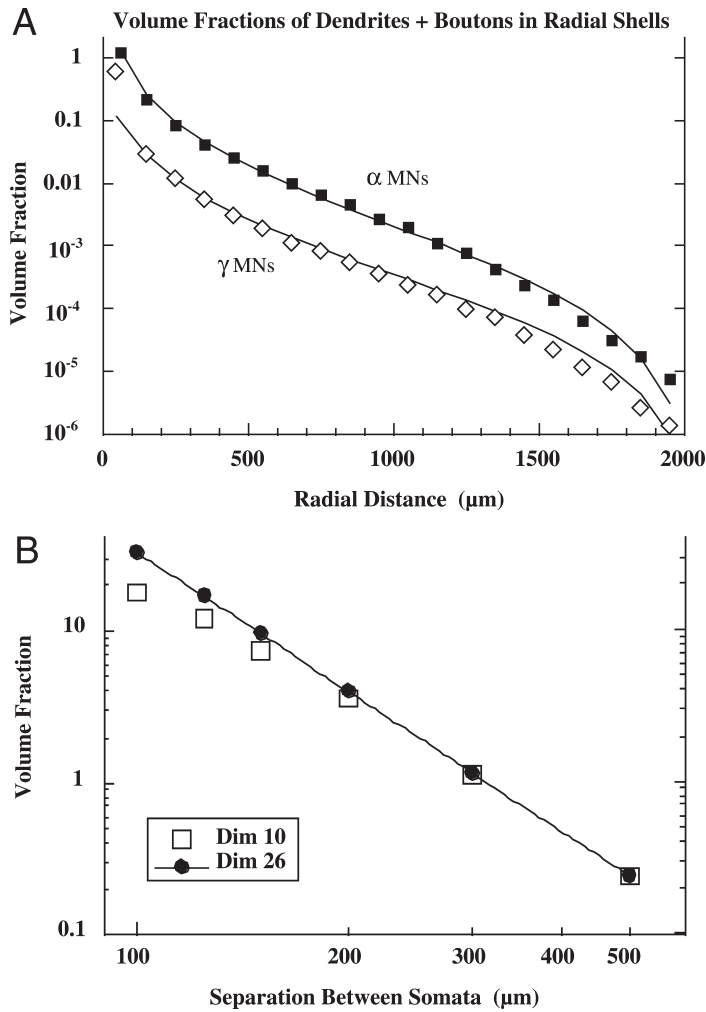 A
Volume Fractions of Dendrites + Boutons in Radial Shells
1
0.1
0.01
10-3
10-4
10-5
10-6
Volume Fraction
α MNs
γ MNs
0 500 1000 1500 2000
Radial Distance (µm)
B
10
1
0.1
Volume Fraction
Dim 10
Dim 26
100 200 300 400 500
Separation Between Somata (µm)